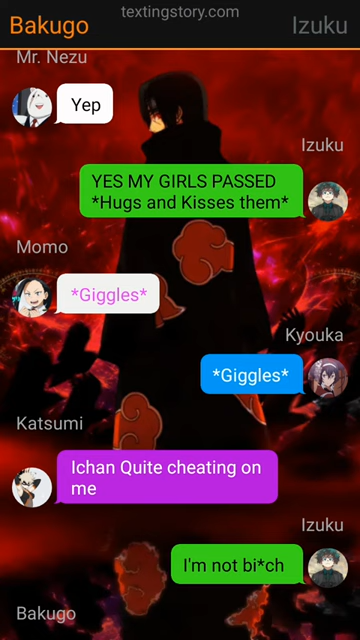 textingstory.com
Bakugo Izuku
Mr. Nezu
Yep
Izuku
YES MY GIRLS PASSED
*Hugs and Kisses them*
Momo
*Giggles*
Kyouka
*Giggles*
Katsumi
Ichan Quite cheating on
me
Izuku
I'm not bi*ch
Bakugo